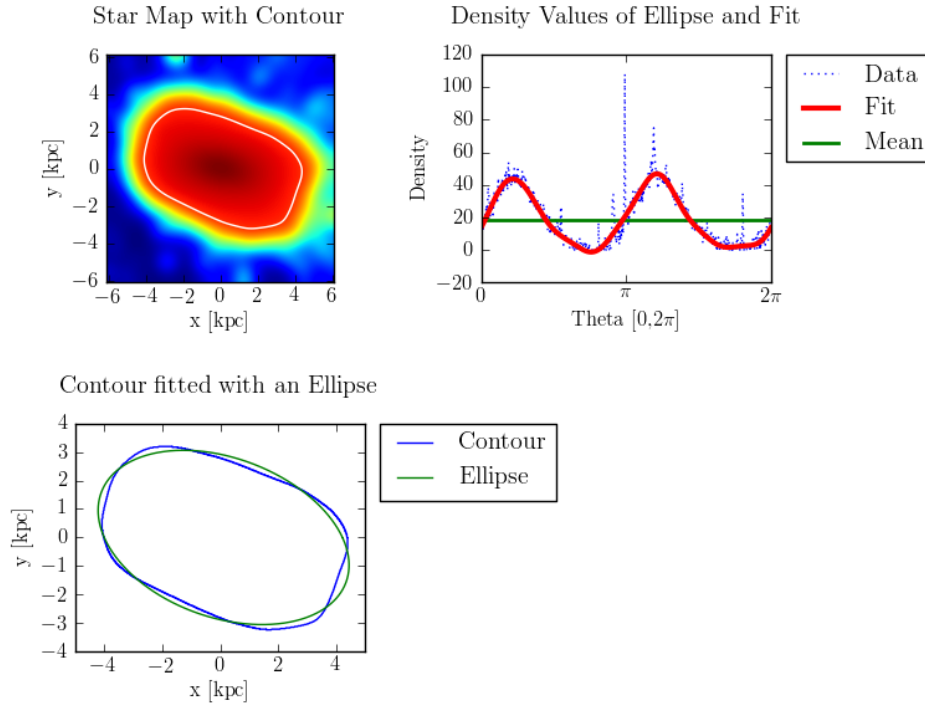 Star Map with Contour
6
4
2
0
−2
−4
−6
y [kpc]
−6 −4 −2 0 2 4 6
x [kpc]
Density Values of Ellipse and Fit
120
100
80
60
40
20
0
−20
Density
0 π 2π
Theta [0,2π]
Data
Fit
Mean
Contour fitted with an Ellipse
4
3
2
1
0
−1
−2
−3
−4
y [kpc]
−4 −2 0 2 4
x [kpc]
Contour
Ellipse